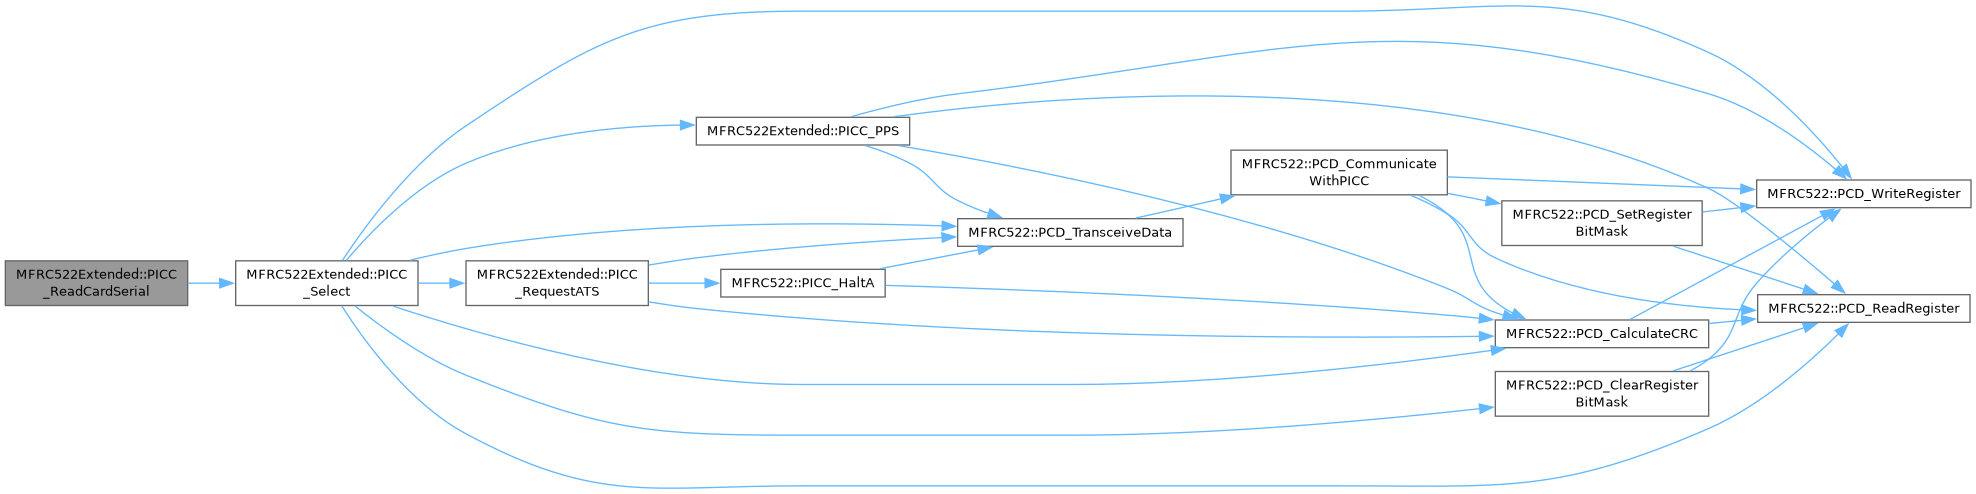 MFRC522Extended::PICC
_ReadCardSerial
MFRC522Extended::PICC
_Select
MFRC522Extended::PICC_PPS
MFRC522Extended::PICC
_RequestATS
MFRC522::PICC_HaltA
MFRC522::PCD_TransceiveData
MFRC522::PCD_Communicate
WithPICC
MFRC522::PCD_SetRegister
BitMask
MFRC522::PCD_CalculateCRC
MFRC522::PCD_ClearRegister
BitMask
MFRC522::PCD_WriteRegister
MFRC522::PCD_ReadRegister